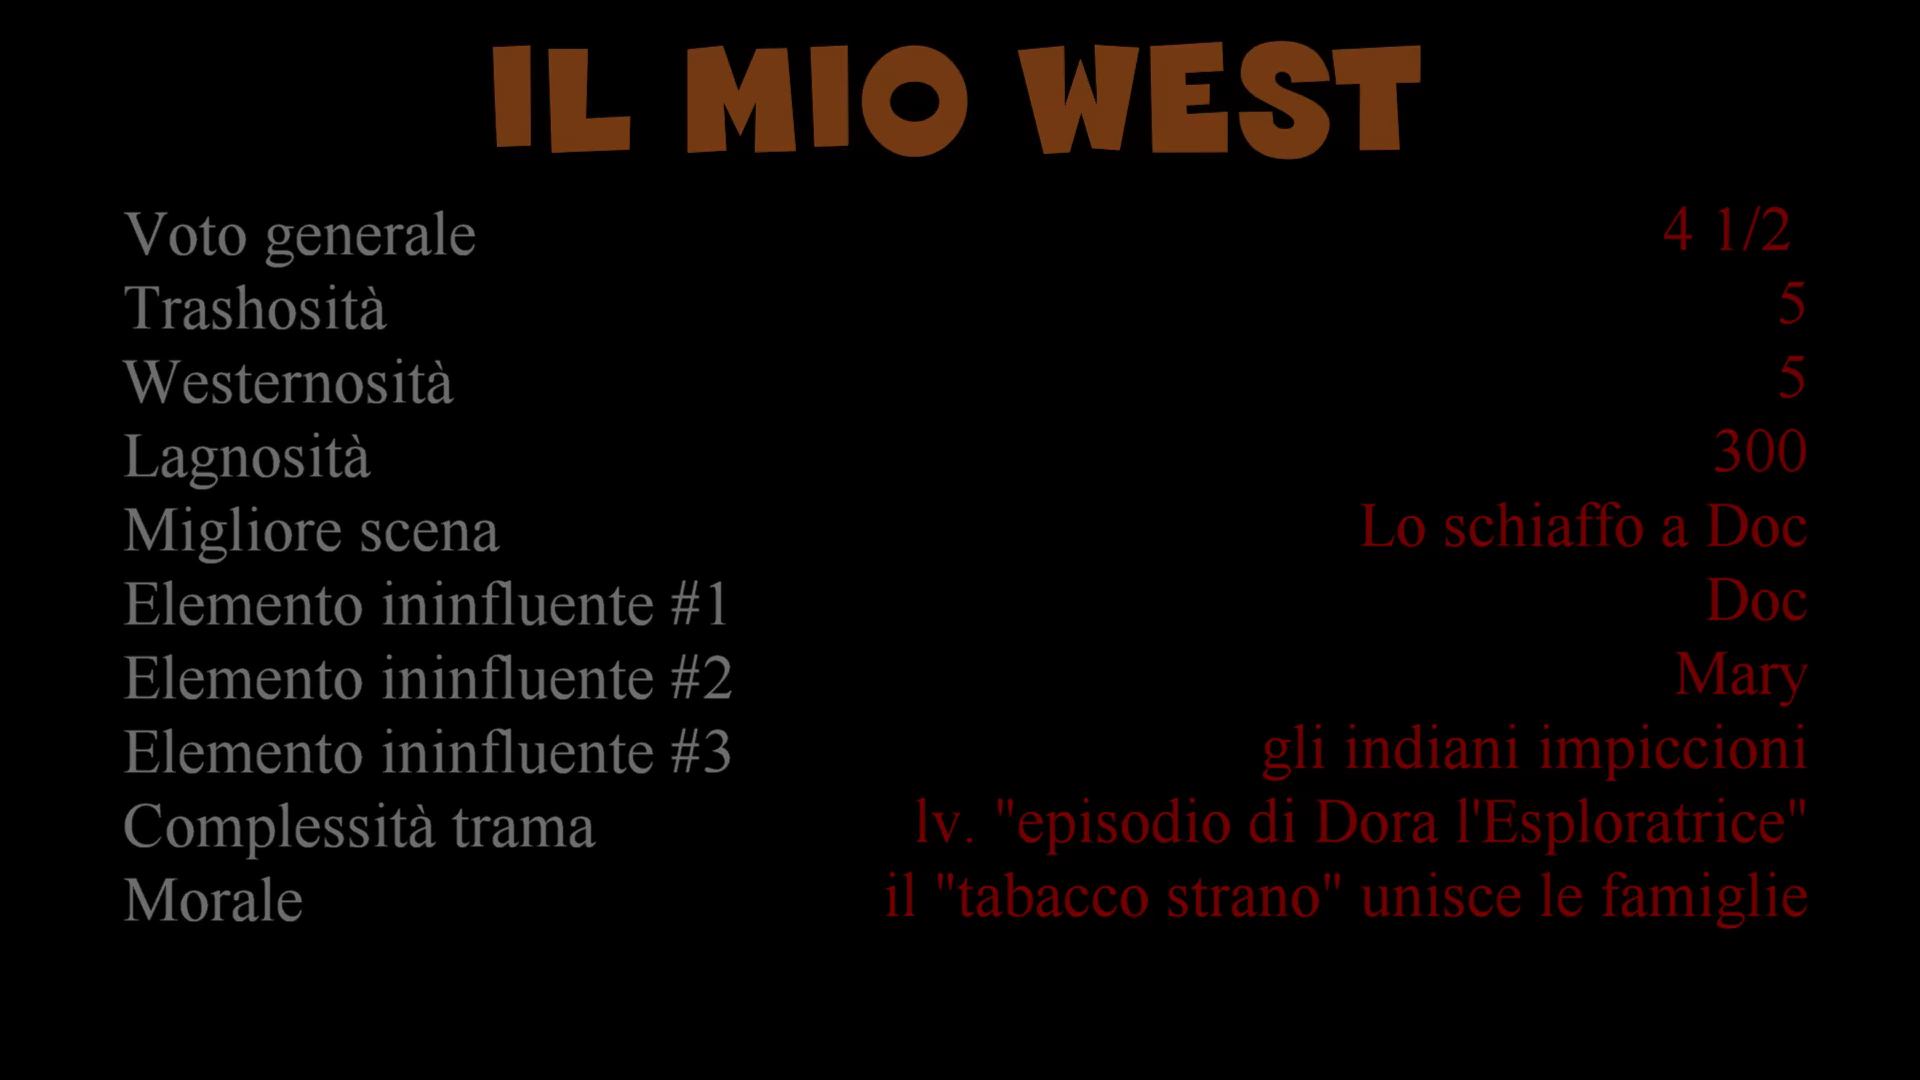 IL MIO WEST
Voto generale 4 1/2
Trashosità 5
Westernosità 5
Lagnosità 300
Migliore scena Lo schiaffo a Doc
Elemento ininfluente #1 Doc
Elemento ininfluente #2 Mary
Elemento ininfluente #3 gli indiani impiccioni
Complessità trama lv. "episodio di Dora l'Esploratrice"
Morale il "tabacco strano" unisce le famiglie